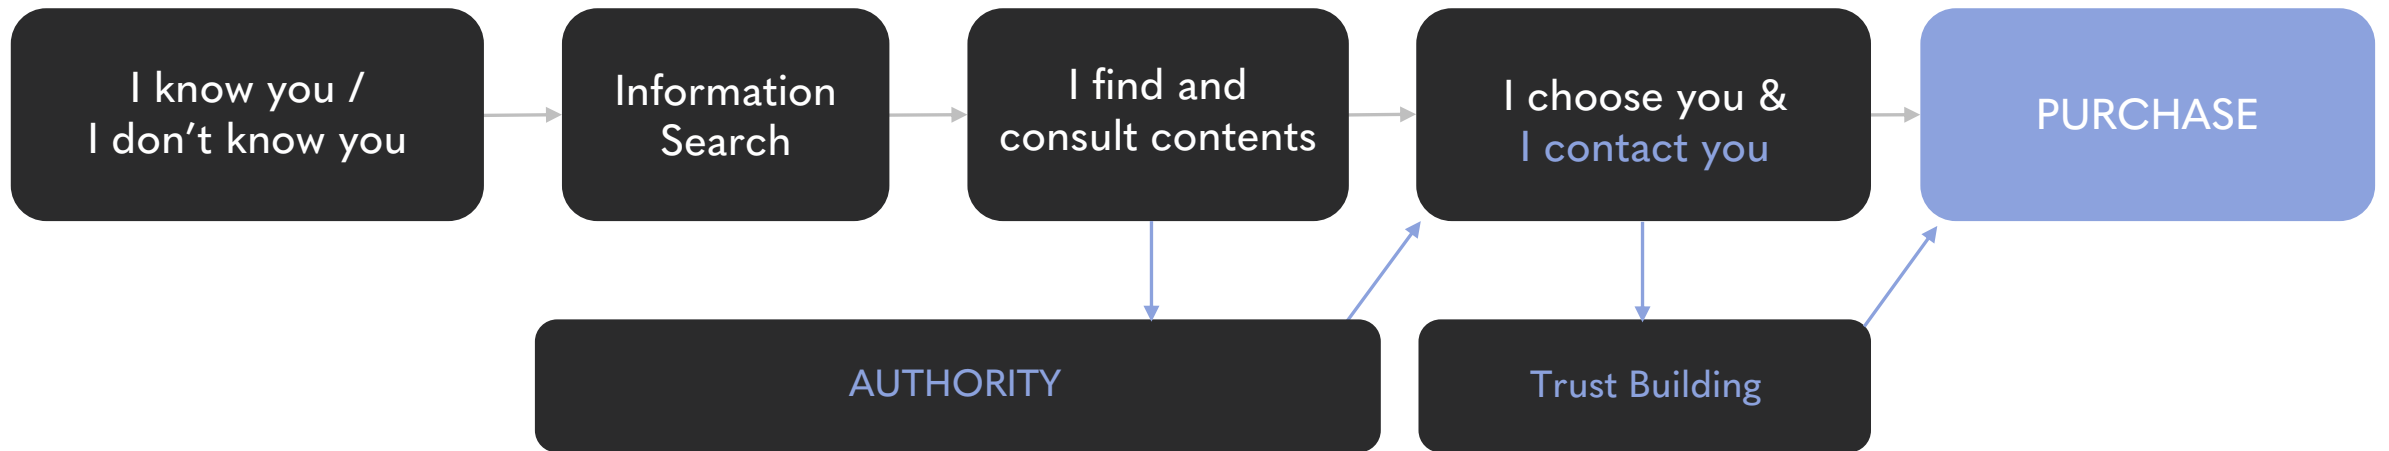 I know you /
I don’t know you
Information
Search
I find and
consult contents
I choose you &
I contact you
PURCHASE
AUTHORITY
Trust Building